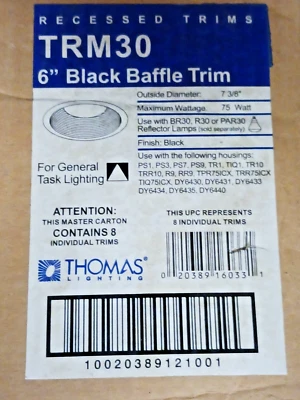 RECESSED TRIMS
TRM30
6” Black Baffle Trim
Outside Diameter: 7 3/8"
Maximum Wattage: 75 Watt
Use with BR30, R30 or PAR30
Reflector Lamps (sold separately)
Finish: Black
For General
Task Lighting
Use with the following housings:
PS1, PS3, PS7, PS9, TR1, TIQ1, TR10
TRR10, R9, RR9, TPR75ICX, TRR75ICX
TIQ75ICX, DY6430, DY6431, DY6433
DY6434, DY6435, DY6440
ATTENTION:
THIS MASTER CARTON
CONTAINS 8
INDIVIDUAL TRIMS
THIS UPC REPRESENTS
8 INDIVIDUAL TRIMS
THOMAS
LIGHTING
0 20389 16033 1
10020389121001